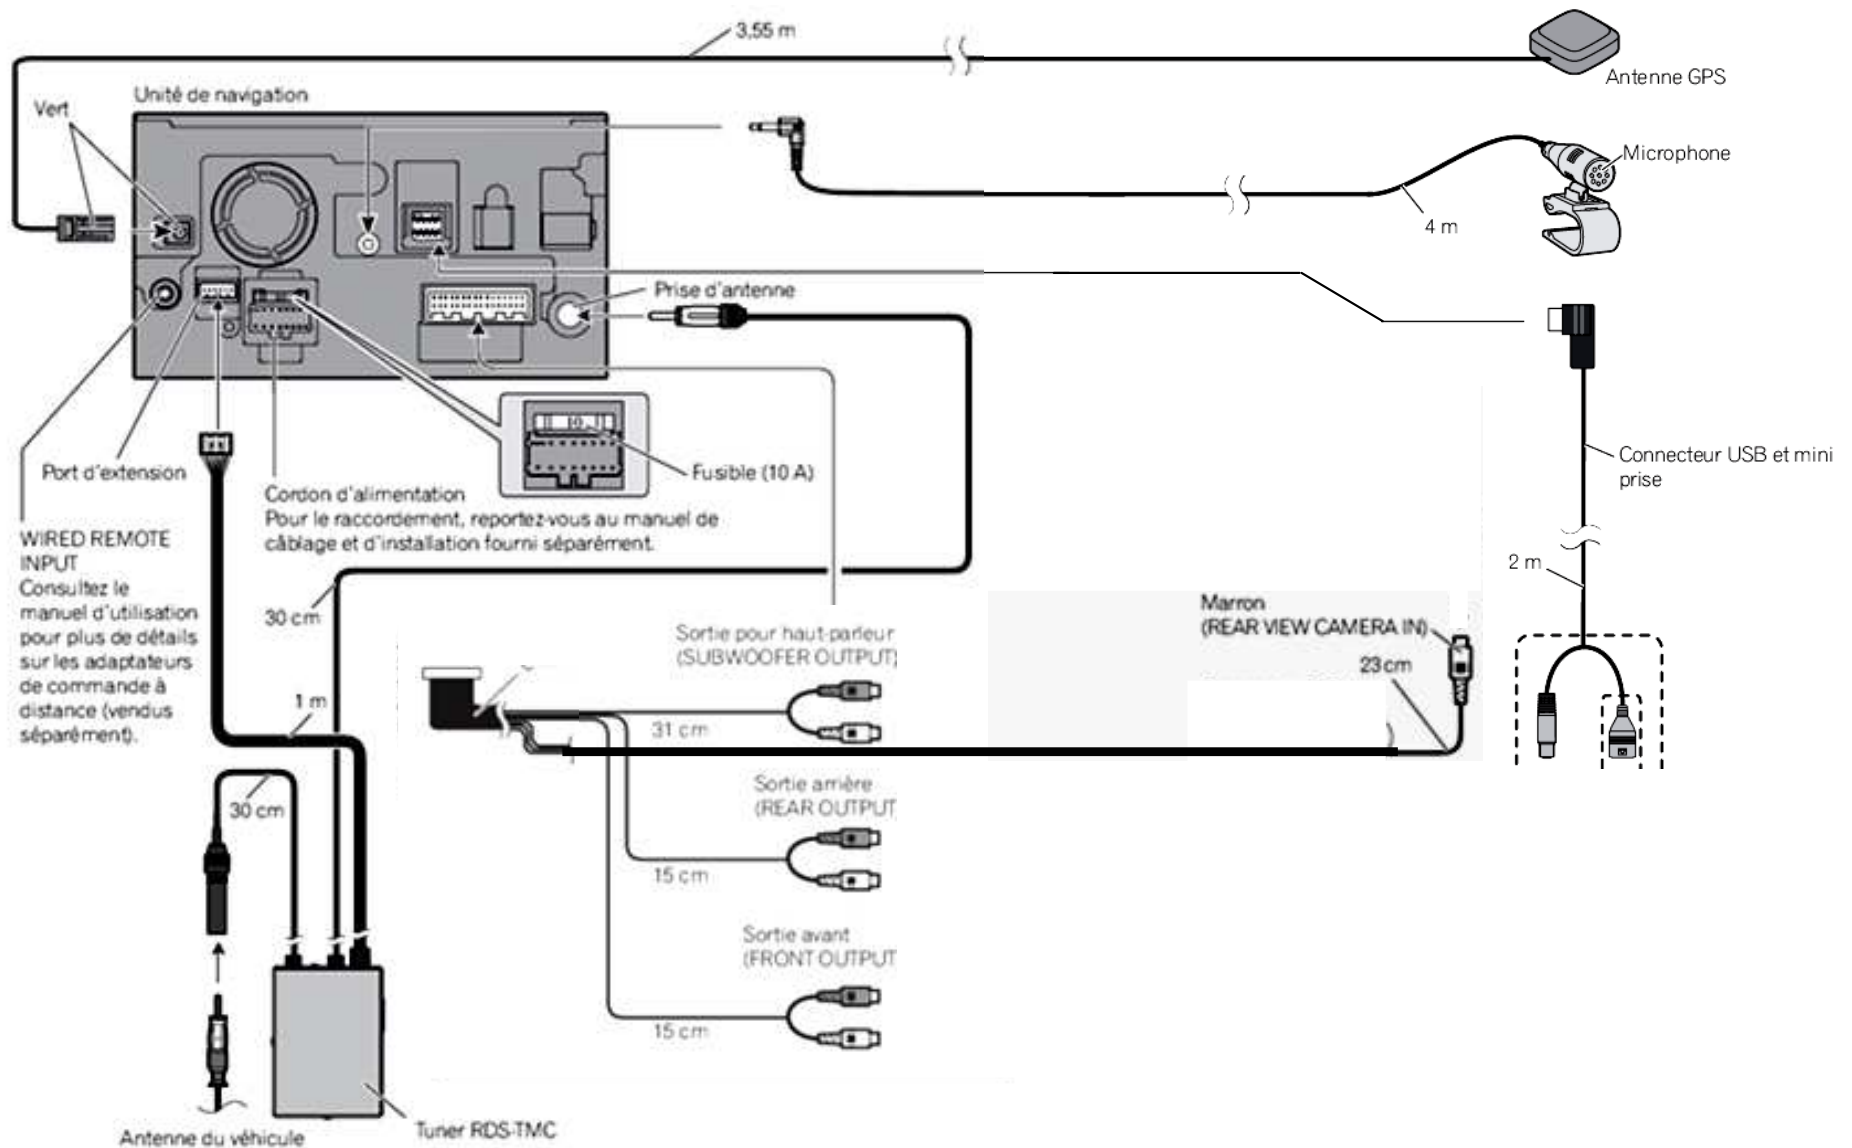 3,55 m
Antenne GPS
Unité de navigation
Vert
Microphone
4 m
Prise d'antenne
Port d'extension
Fusible (10 A)
Connecteur USB et mini
prise
Cordon d'alimentation
Pour le raccordement, reportez-vous au manuel de
câblage et d'installation fourni séparément.
WIRED REMOTE
INPUT
Consultez le
manuel d'utilisation
pour plus de détails
sur les adaptateurs
de commande à
distance (vendus
séparément).
2 m
30 cm
Marron
(REAR VIEW CAMERA IN)
23 cm
Sortie pour haut-parleur
(SUBWOOFER OUTPUT)
1 m
31 cm
Sortie arrière
(REAR OUTPUT
30 cm
15 cm
Sortie avant
(FRONT OUTPUT
15 cm
Tuner RDS-TMC
Antenne du véhicule